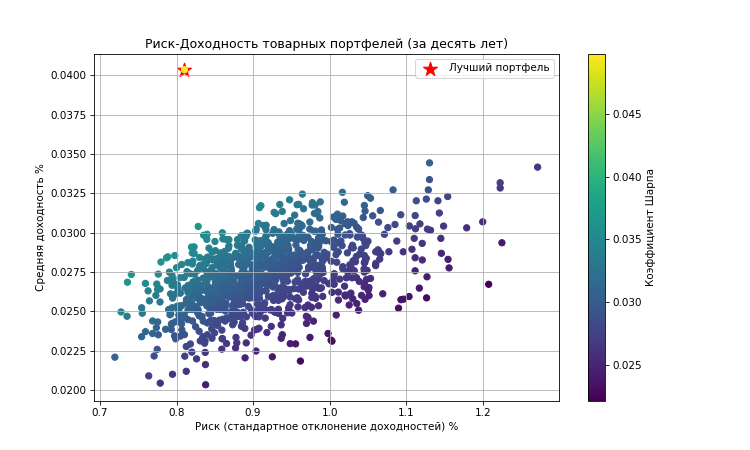 Риск-Доходность товарных портфелей (за десять лет)
Лучший портфель
Средняя доходность %
0.0400
0.0375
0.0350
0.0325
0.0300
0.0275
0.0250
0.0225
0.0200
0.7 0.8 0.9 1.0 1.1 1.2
Риск (стандартное отклонение доходностей) %
0.045
0.040
0.035
0.030
0.025
Коэффициент Шарпа